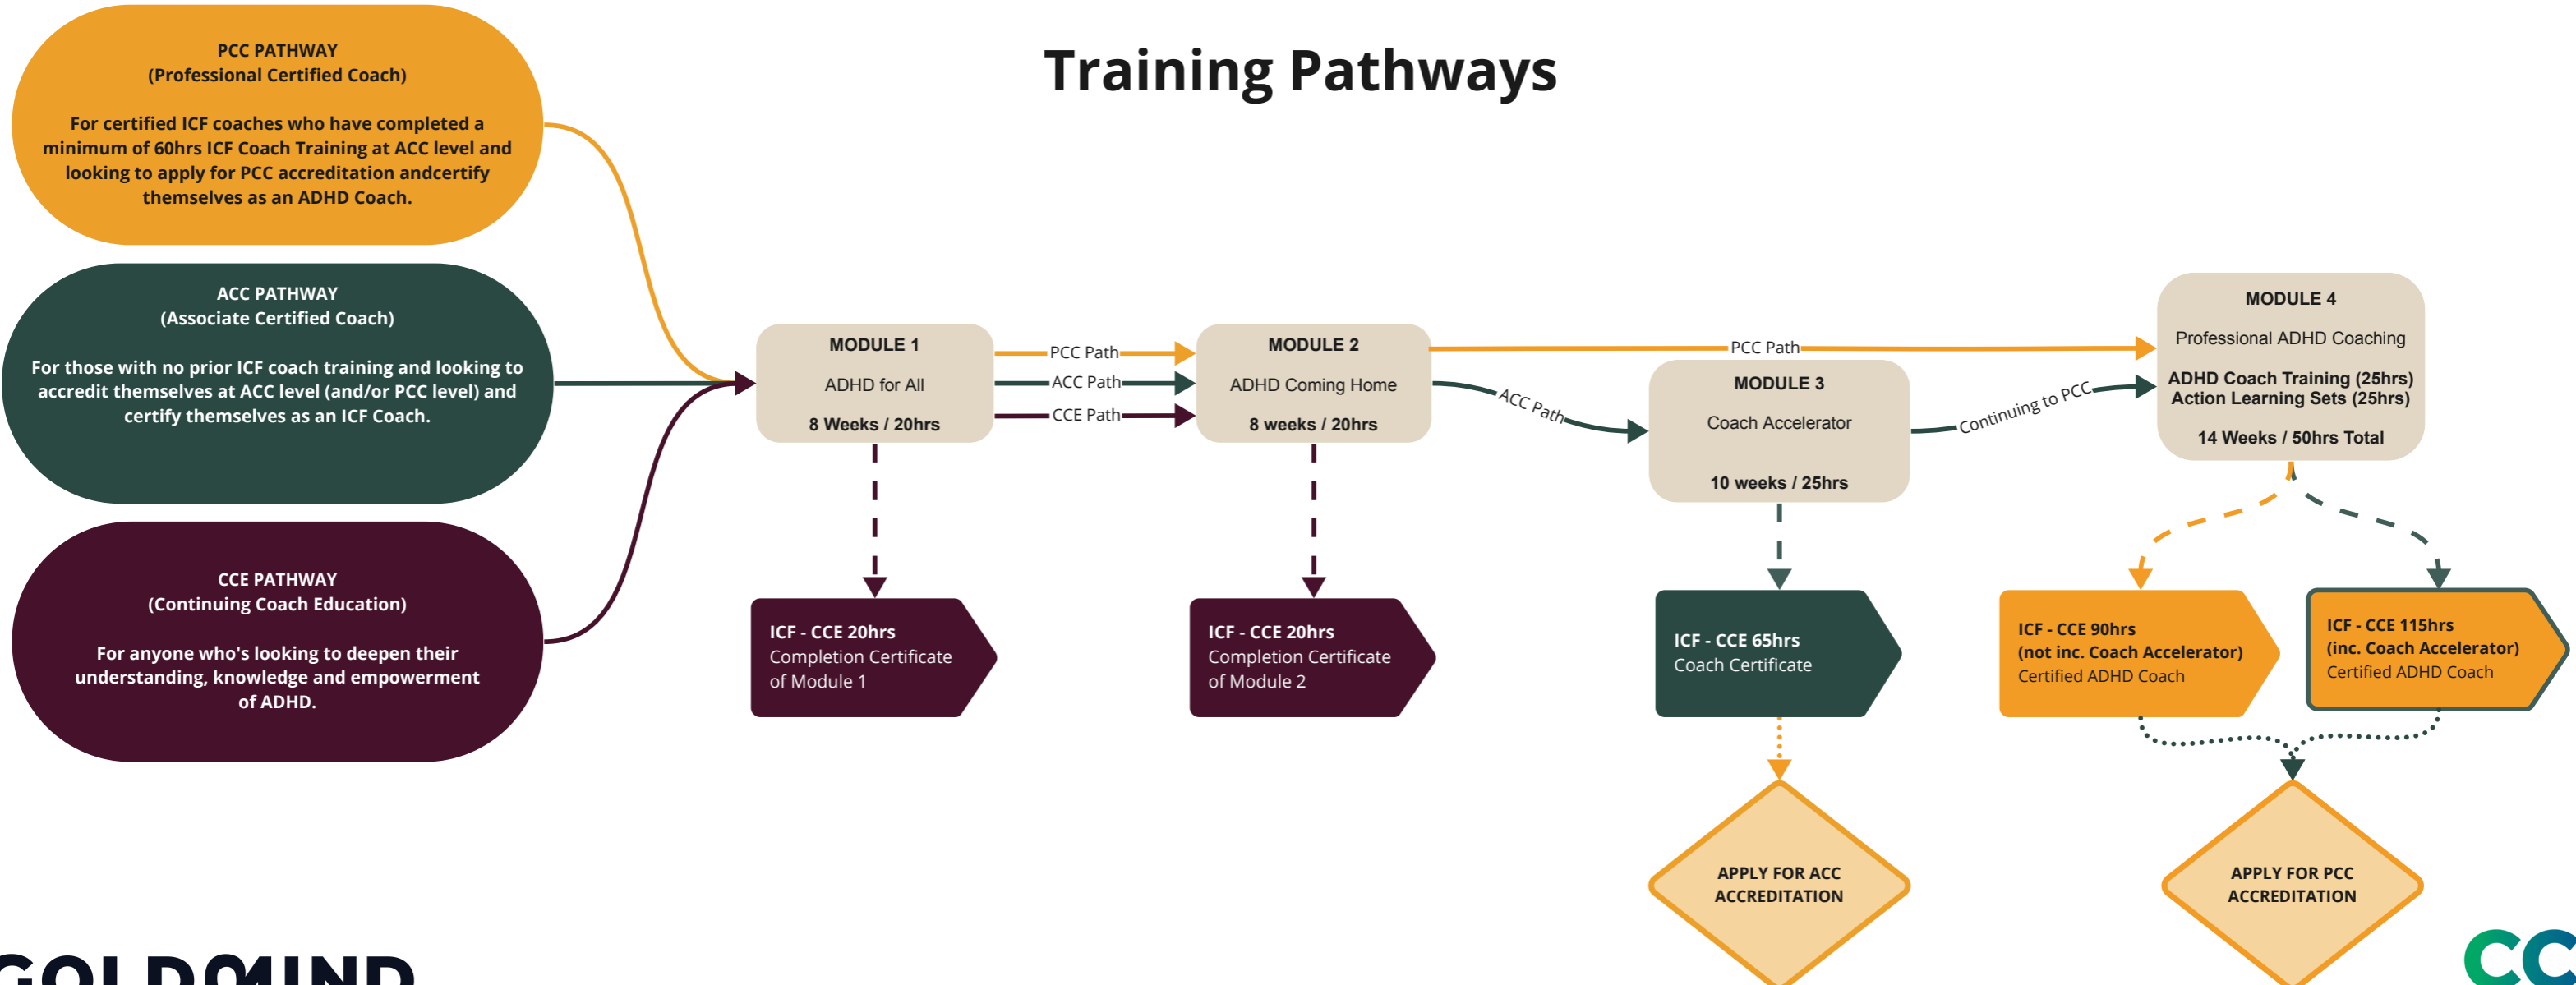 Training Pathways
PCC PATHWAY
(Professional Certified Coach)
For certified ICF coaches who have completed a
minimum of 60hrs ICF Coach Training at ACC level and
looking to apply for PCC accreditation andcertify
themselves as an ADHD Coach.
ACC PATHWAY
(Associate Certified Coach)
For those with no prior ICF coach training and looking to
accredit themselves at ACC level (and/or PCC level) and
certify themselves as an ICF Coach.
CCE PATHWAY
(Continuing Coach Education)
For anyone who's looking to deepen their
understanding, knowledge and empowerment
of ADHD.
MODULE 1
ADHD for All
8 Weeks / 20hrs
PCC Path
ACC Path
CCE Path
MODULE 2
ADHD Coming Home
8 weeks / 20hrs
PCC Path
ACC Path
MODULE 3
Coach Accelerator
10 weeks / 25hrs
Continuing to PCC
MODULE 4
Professional ADHD Coaching
ADHD Coach Training (25hrs)
Action Learning Sets (25hrs)
14 Weeks / 50hrs Total
ICF - CCE 20hrs
Completion Certificate
of Module 1
ICF - CCE 20hrs
Completion Certificate
of Module 2
ICF - CCE 65hrs
Coach Certificate
ICF - CCE 90hrs
(not inc. Coach Accelerator)
Certified ADHD Coach
ICF - CCE 115hrs
(inc. Coach Accelerator)
Certified ADHD Coach
APPLY FOR ACC
ACCREDITATION
APPLY FOR PCC
ACCREDITATION
GOLDMIND
CC